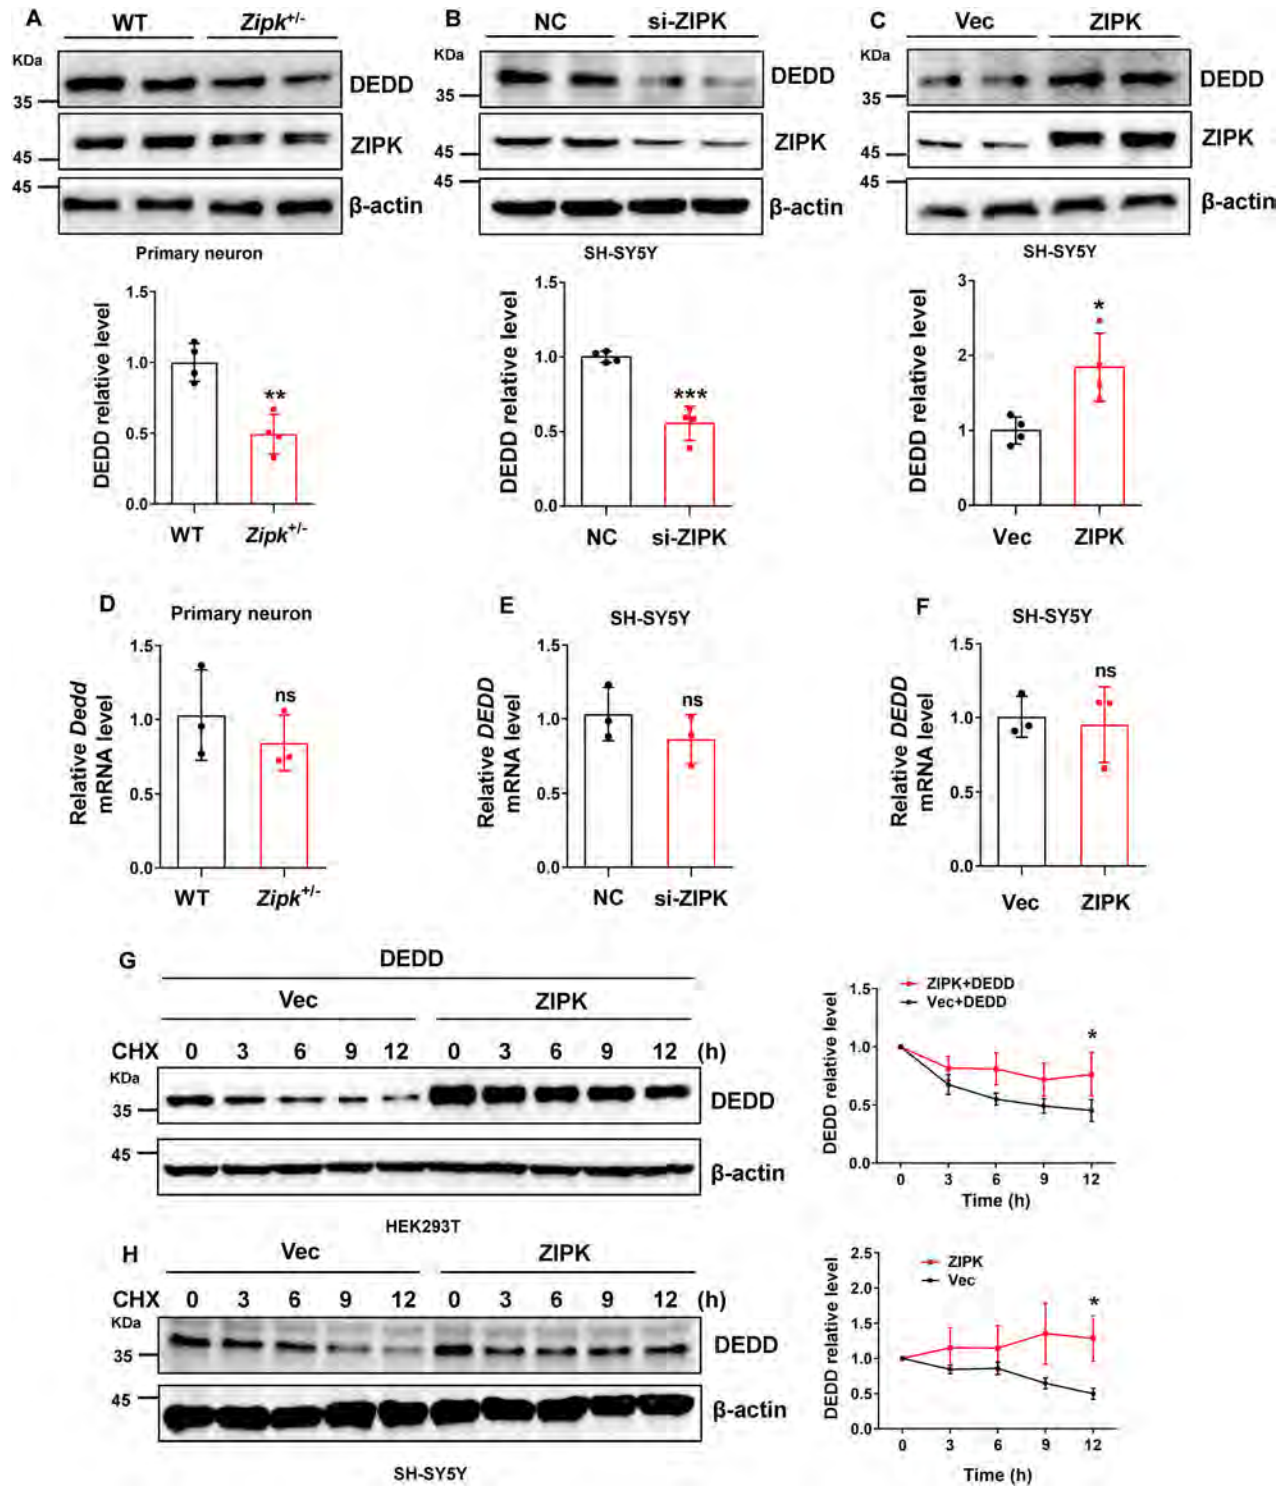 A
WT Zipk+/-
KDa
DEDD
35
ZIPK
45
45
β-actin
Primary neuron
DEDD relative level
1.5
1.0
0.5
0.0
**
WT Zipk+/-
B
NC si-ZIPK
KDa
DEDD
35
ZIPK
45
45
β-actin
SH-SY5Y
DEDD relative level
1.5
1.0
0.5
0.0
***
NC si-ZIPK
C
Vec ZIPK
KDa
DEDD
35
ZIPK
45
45
β-actin
SH-SY5Y
DEDD relative level
3
2
1
0
*
Vec ZIPK
D
Primary neuron
Relative Dedd
mRNA level
1.5
1.0
0.5
0.0
ns
WT Zipk+/-
E
SH-SY5Y
Relative DEDD
mRNA level
1.5
1.0
0.5
0.0
ns
NC si-ZIPK
F
SH-SY5Y
Relative DEDD
mRNA level
1.5
1.0
0.5
0.0
ns
Vec ZIPK
G
DEDD
Vec ZIPK
CHX 0 3 6 9 12 0 3 6 9 12 (h)
KDa
35
DEDD
45
β-actin
HEK293T
DEDD relative level
1.5
1.0
0.5
0.0
ZIPK+DEDD
Vec+DEDD
*
0 3 6 9 12
Time (h)
H
Vec ZIPK
CHX 0 3 6 9 12 0 3 6 9 12 (h)
KDa
35
DEDD
45
β-actin
SH-SY5Y
DEDD relative level
2.5
2.0
1.5
1.0
0.5
0.0
ZIPK
Vec
*
0 3 6 9 12
Time (h)